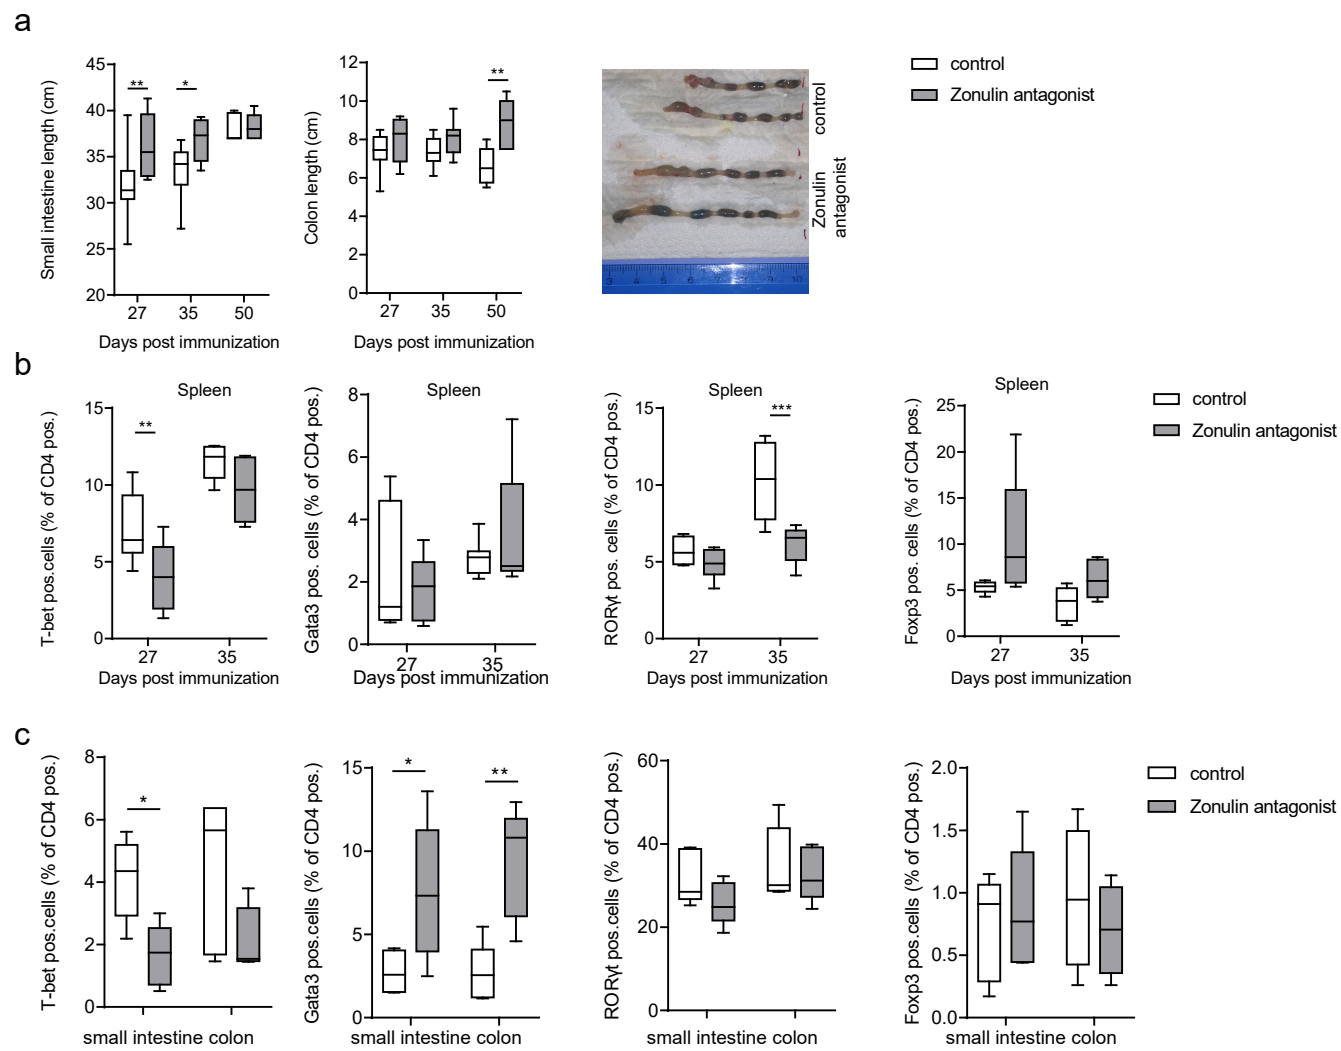 a
Small intestine length (cm)
45
40
35
30
25
20
**
*
27
35
50
Days post immunization
Colon length (cm)
12
10
8
6
4
2
0
**
27
35
50
Days post immunization
control
Zonulin
antagonist
3 4 5 6 7 8 9 10
control
Zonulin antagonist
b
Spleen
T-bet pos.cells (% of CD4 pos.)
15
10
5
0
**
27
35
Days post immunization
Spleen
Gata3 pos. cells (% of CD4 pos.)
8
6
4
2
0
27
35
Days post immunization
Spleen
RORγt pos. cells (% of CD4 pos.)
15
10
5
0
***
27
35
Days post immunization
Spleen
Foxp3 pos. cells (% of CD4 pos.)
25
20
15
10
5
0
27
35
Days post immunization
control
Zonulin antagonist
c
T-bet pos.cells (% of CD4 pos.)
8
6
4
2
0
*
small intestine colon
Gata3 pos.cells (% of CD4 pos.)
15
10
5
0
*
**
small intestine colon
RORγt pos.cells (% of CD4 pos.)
60
40
20
0
small intestine colon
Foxp3 pos.cells (% of CD4 pos.)
2.0
1.5
1.0
0.5
0.0
small intestine colon
control
Zonulin antagonist